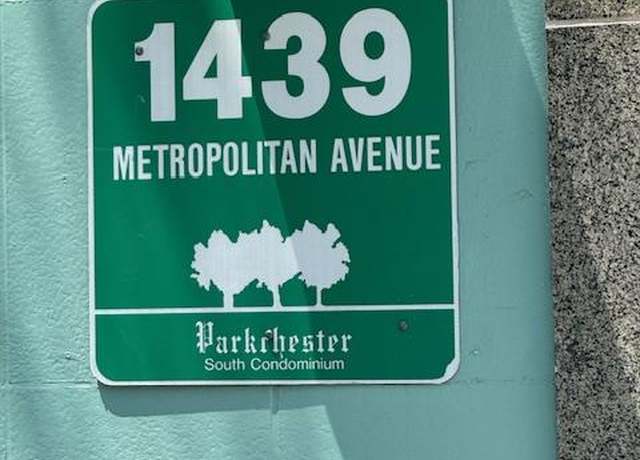 1439
METROPOLITAN AVENUE
Parkchester
South Condominium